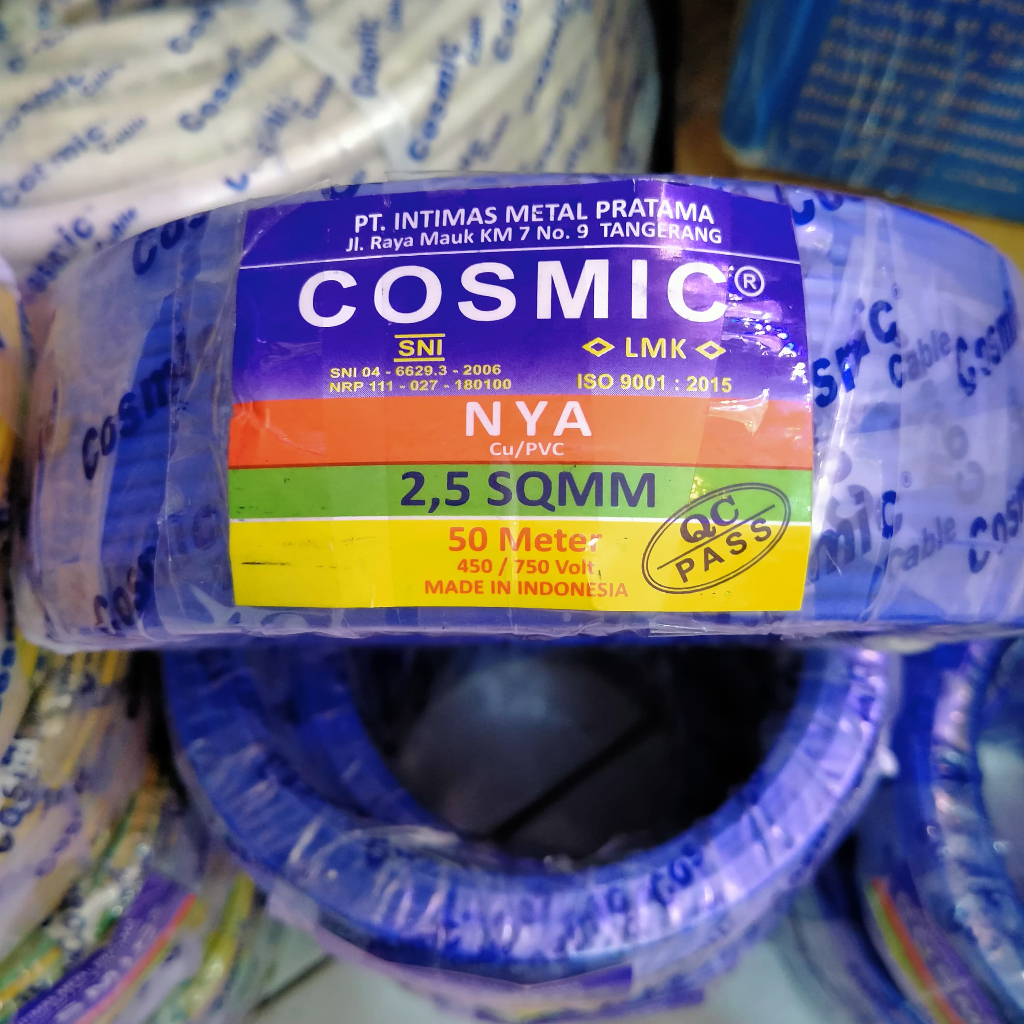 PT. INTIMAS METAL PRATAMA
Jl. Raya Mauk KM 7 No. 9 TANGERANG
COSMIC®
SNI
LMK
SNI 04 - 6629.3 - 2006
NRP 111 - 027 - 180100
ISO 9001 : 2015
NYA
Cu/PVC
2,5 SQMM
50 Meter
450 / 750 Volt
MADE IN INDONESIA
QC
PASS
Cosmic
Cable